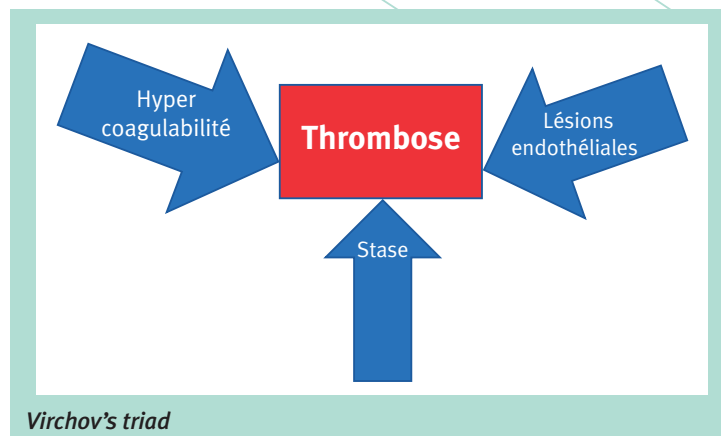 Hyper
coagulabilité
Thrombose
Lésions
endothéliales
Stase
Virchov's triad